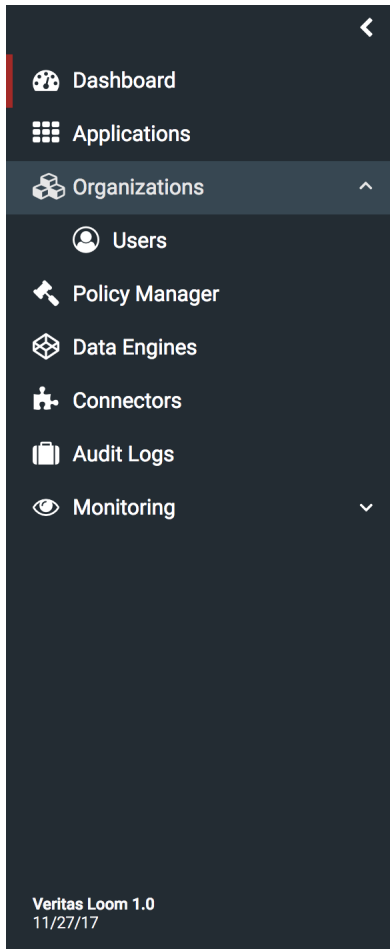 Dashboard
Applications
Organizations
Users
Policy Manager
Data Engines
Connectors
Audit Logs
Monitoring
Veritas Loom 1.0
11/27/17